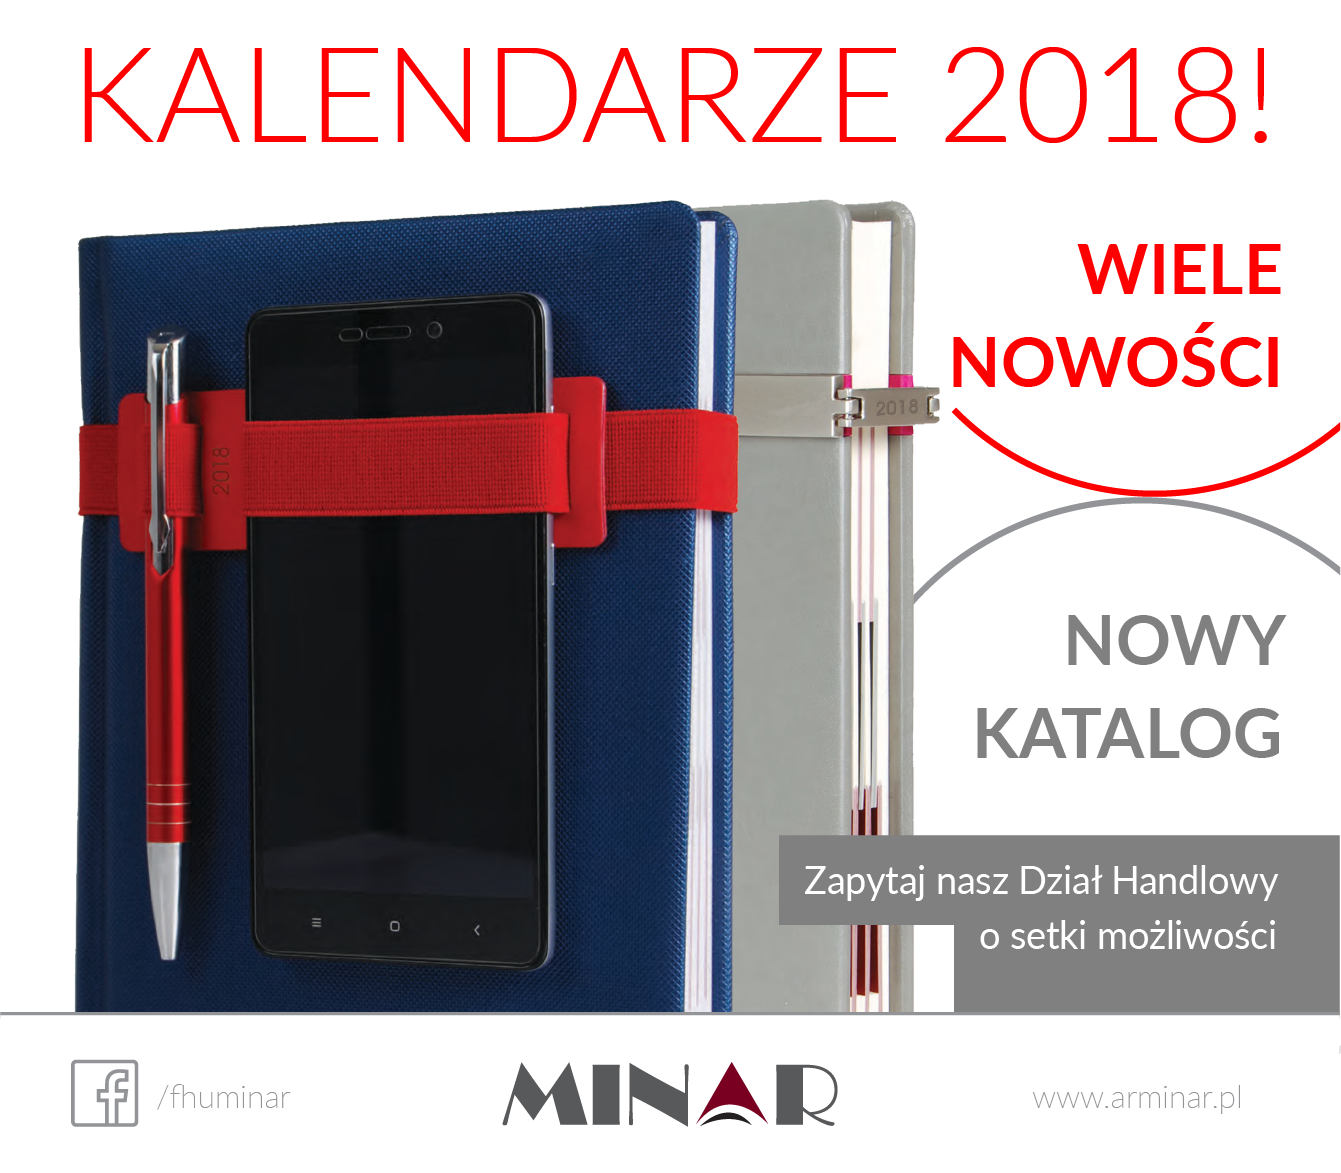 KALENDARZE 2018!
WIELE
NOWOŚCI
2018
2018
NOWY
KATALOG
Zapytaj nasz Dział Handlowy
o setki możliwości
/fhuminar
MINAR
www.arminar.pl